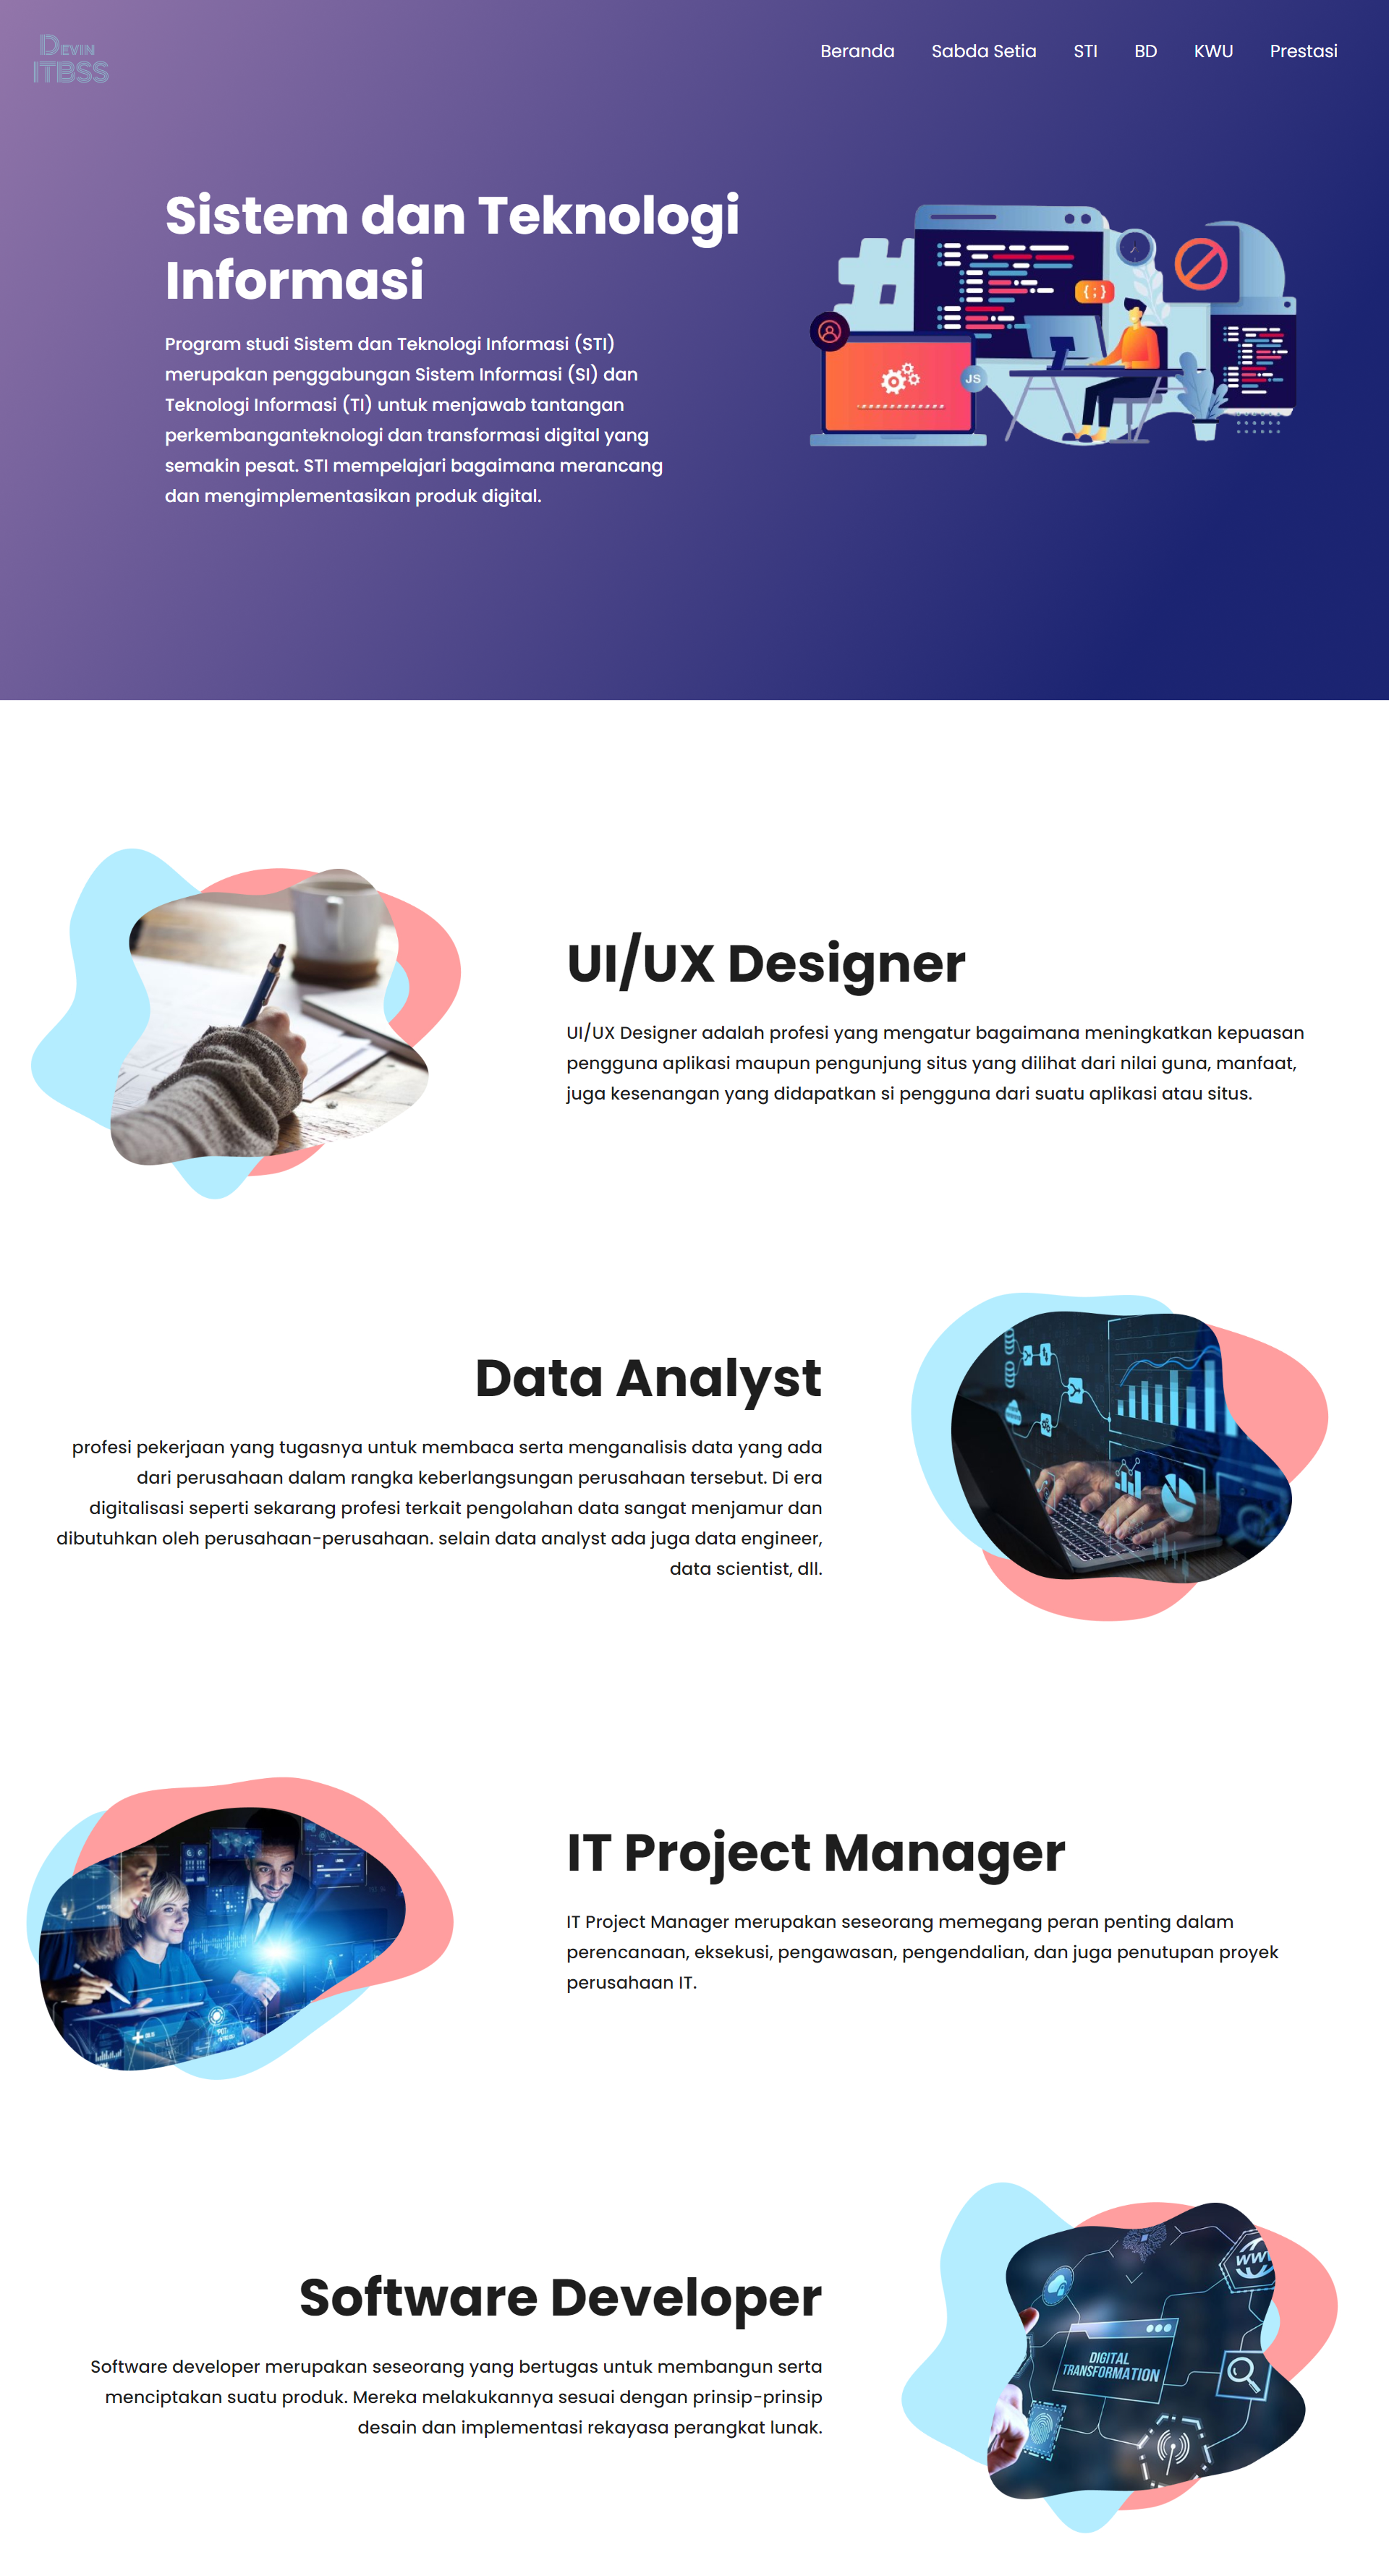 DEVIN
ITBSS
Beranda Sabda Setia STI BD KWU Prestasi
Sistem dan Teknologi
Informasi
Program studi Sistem dan Teknologi Informasi (STI)
merupakan penggabungan Sistem Informasi (SI) dan
Teknologi Informasi (TI) untuk menjawab tantangan
perkembanganteknologi dan transformasi digital yang
semakin pesat. STI mempelajari bagaimana merancang
dan mengimplementasikan produk digital.
{ ; }
JS
UI/UX Designer
UI/UX Designer adalah profesi yang mengatur bagaimana meningkatkan kepuasan
pengguna aplikasi maupun pengunjung situs yang dilihat dari nilai guna, manfaat,
juga kesenangan yang didapatkan si pengguna dari suatu aplikasi atau situs.
Data Analyst
profesi pekerjaan yang tugasnya untuk membaca serta menganalisis data yang ada
dari perusahaan dalam rangka keberlangsungan perusahaan tersebut. Di era
digitalisasi seperti sekarang profesi terkait pengolahan data sangat menjamur dan
dibutuhkan oleh perusahaan-perusahaan. selain data analyst ada juga data engineer,
data scientist, dll.
IT Project Manager
IT Project Manager merupakan seseorang memegang peran penting dalam
perencanaan, eksekusi, pengawasan, pengendalian, dan juga penutupan proyek
perusahaan IT.
Software Developer
Software developer merupakan seseorang yang bertugas untuk membangun serta
menciptakan suatu produk. Mereka melakukannya sesuai dengan prinsip-prinsip
desain dan implementasi rekayasa perangkat lunak.
WWW
DIGITAL
TRANSFORMATION